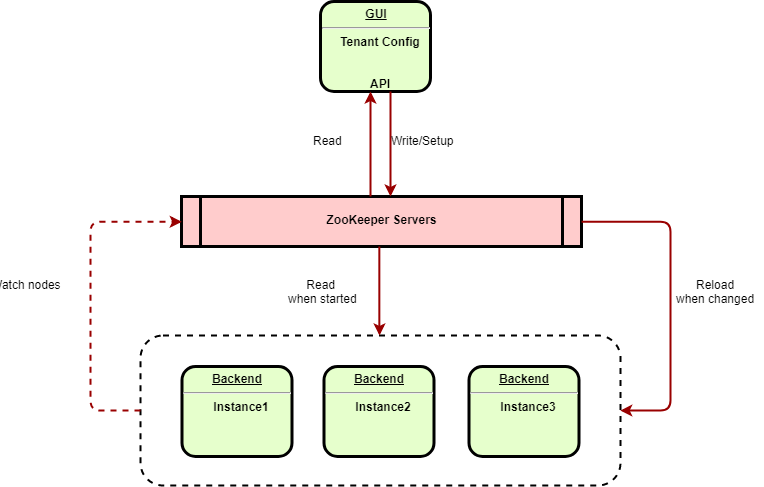 GUI
Tenant Config
API
Read
Write/Setup
ZooKeeper Servers
atch nodes
Read
when started
Reload
when changed
Backend
Instance1
Backend
Instance2
Backend
Instance3